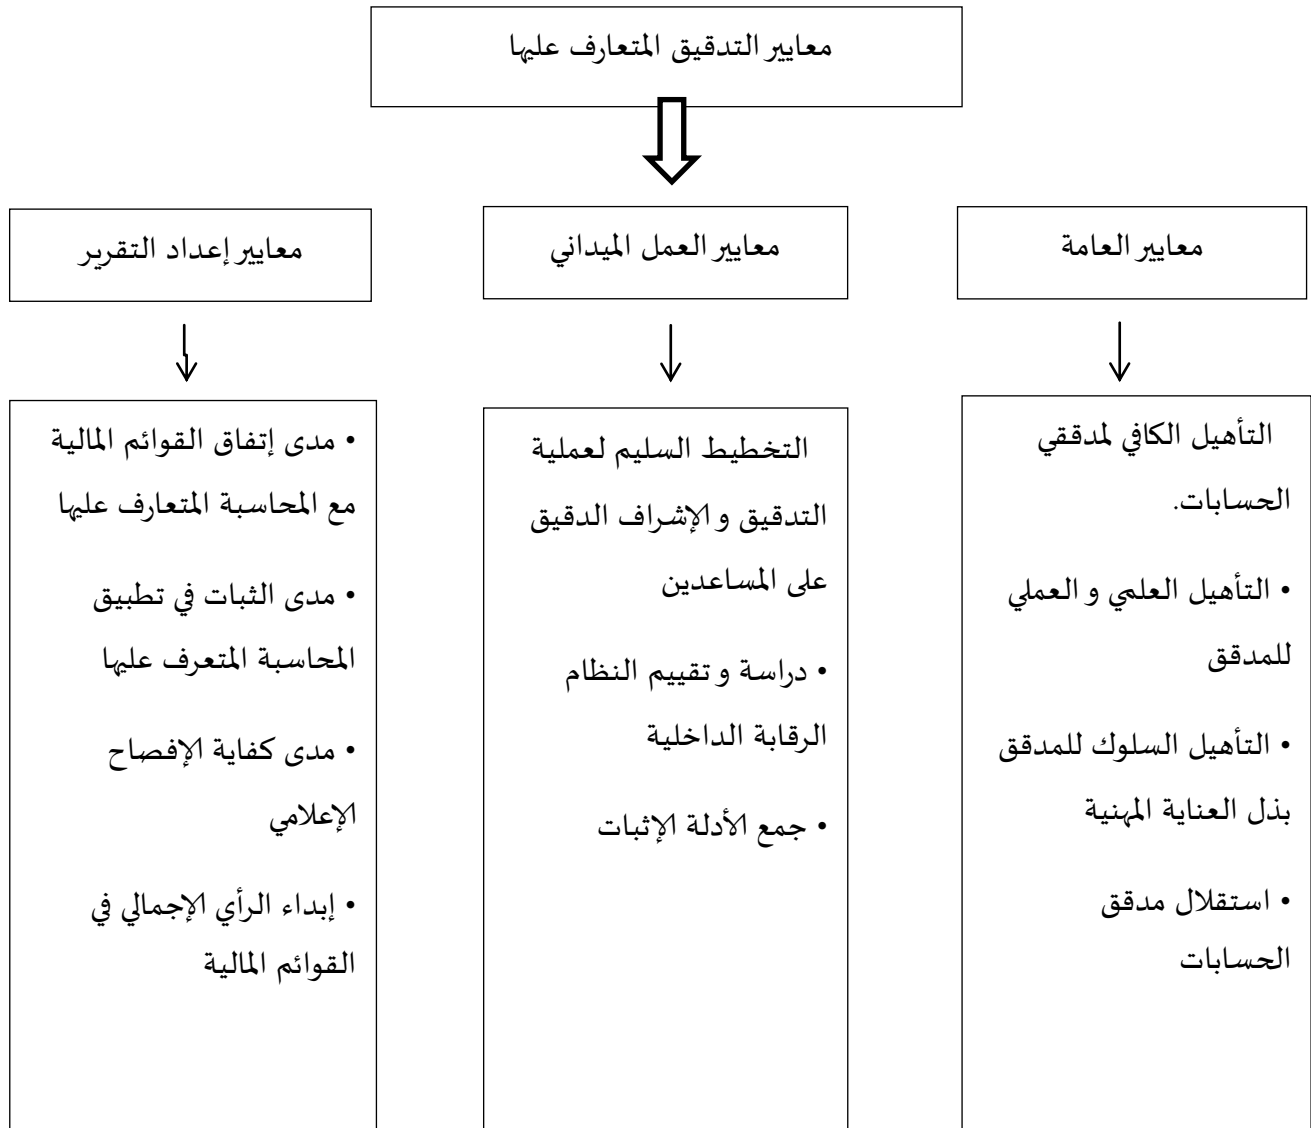 معايير التدقيق المتعارف عليها
معايير العامة
معايير العمل الميداني
معايير إعداد التقرير
التأهيل الكافي لمدققي
الحسابات.
• التأهيل العلمي و العملي
للمدقق
• التأهيل السلوك للمدقق
بذل العناية المهنية
• استقلال مدقق
الحسابات
التخطيط السليم لعملية
التدقيق و الإشراف الدقيق
على المساعدين
• دراسة و تقييم النظام
الرقابة الداخلية
• جمع الأدلة الإثبات
• مدى إتفاق القوائم المالية
مع المحاسبة المتعارف عليها
• مدى الثبات في تطبيق
المحاسبة المتعرف عليها
• مدى كفاية الإفصاح
الإعلامي
• إبداء الرأي الإجمالي في
القوائم المالية